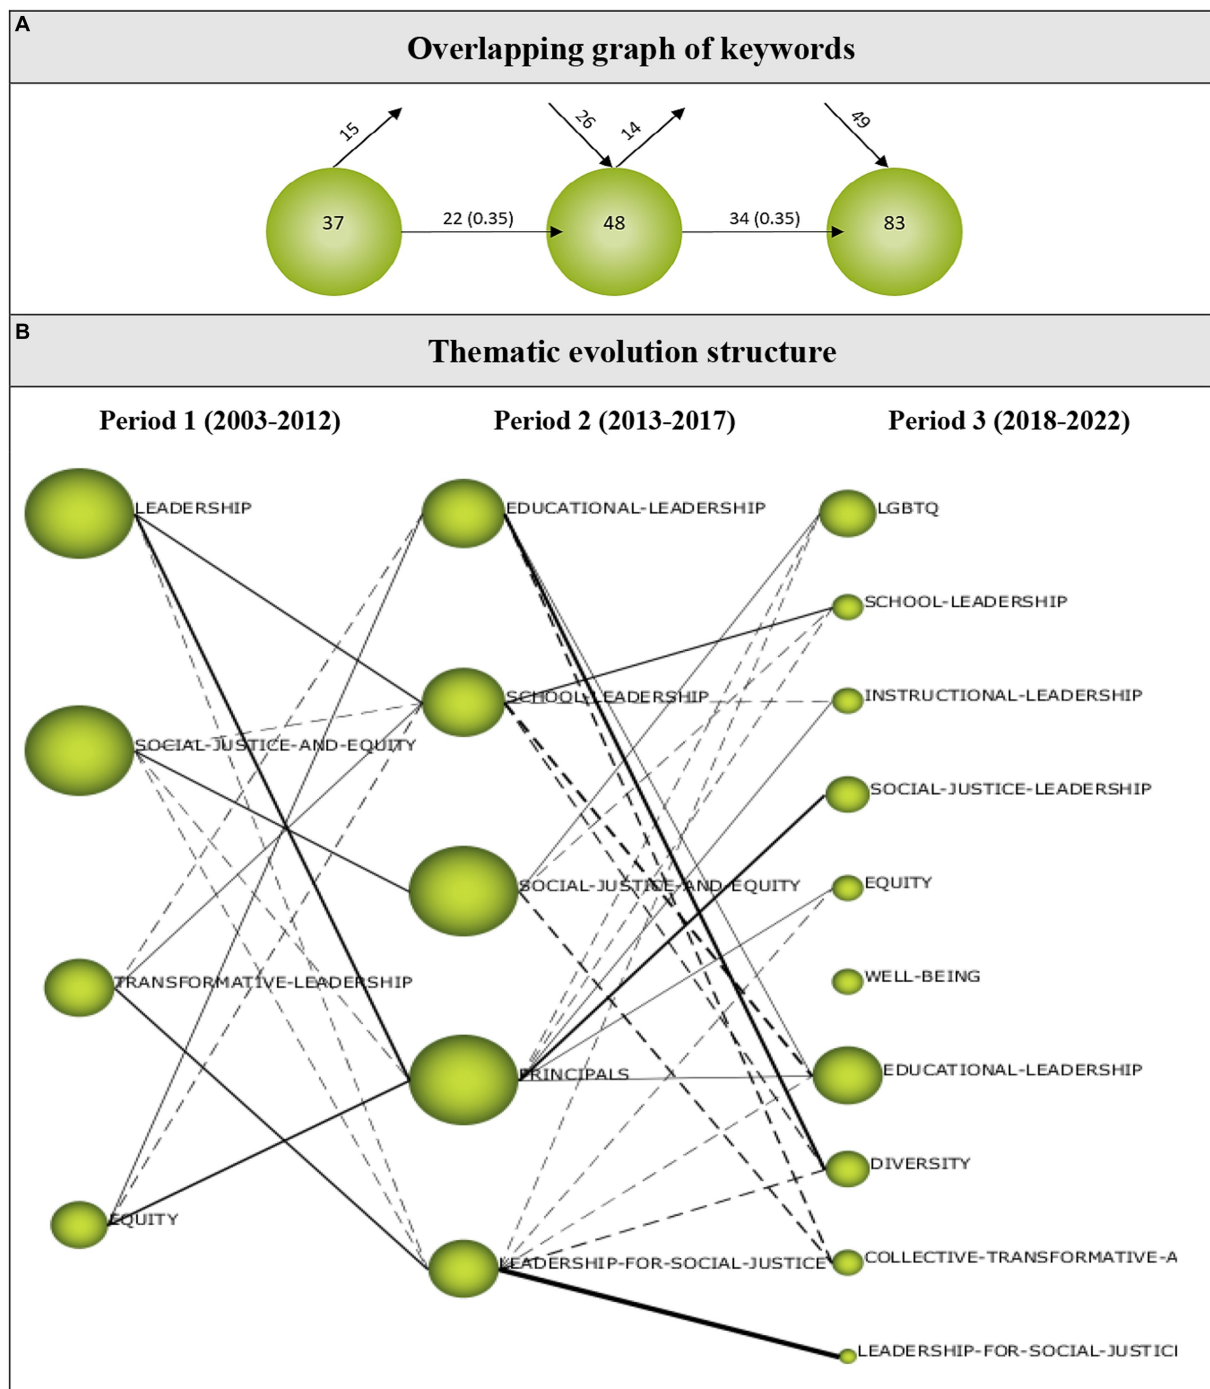 A
Overlapping graph of keywords
15
26
14
49
37
22 (0.35)
48
34 (0.35)
83
B
Thematic evolution structure
Period 1 (2003-2012)
Period 2 (2013-2017)
Period 3 (2018-2022)
LEADERSHIP
SOCIAL-JUSTICE-AND-EQUITY
TRANSFORMATIVE-LEADERSHIP
EQUITY
EDUCATIONAL-LEADERSHIP
SCHOOL-LEADERSHIP
SOCIAL-JUSTICE-AND-EQUITY
PRINCIPALS
LEADERSHIP-FOR-SOCIAL-JUSTICE
LGBTQ
SCHOOL-LEADERSHIP
INSTRUCTIONAL-LEADERSHIP
SOCIAL-JUSTICE-LEADERSHIP
EQUITY
WELL-BEING
EDUCATIONAL-LEADERSHIP
DIVERSITY
COLLECTIVE-TRANSFORMATIVE-A
LEADERSHIP-FOR-SOCIAL-JUSTICI